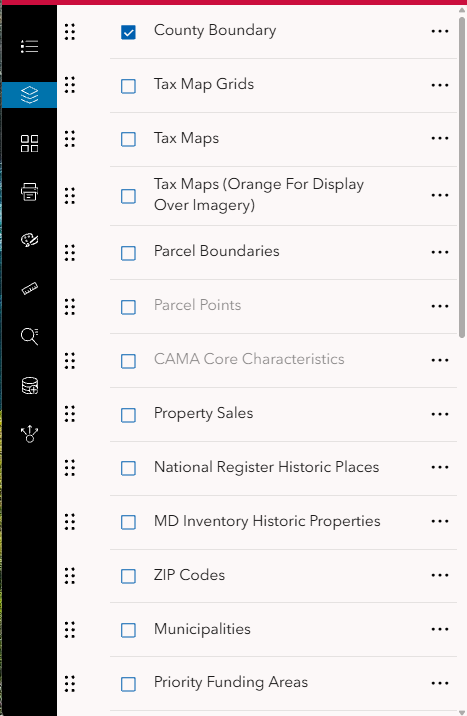 County Boundary
Tax Map Grids
Tax Maps
Tax Maps (Orange For Display
Over Imagery)
Parcel Boundaries
Parcel Points
CAMA Core Characteristics
Property Sales
National Register Historic Places
MD Inventory Historic Properties
ZIP Codes
Municipalities
Priority Funding Areas